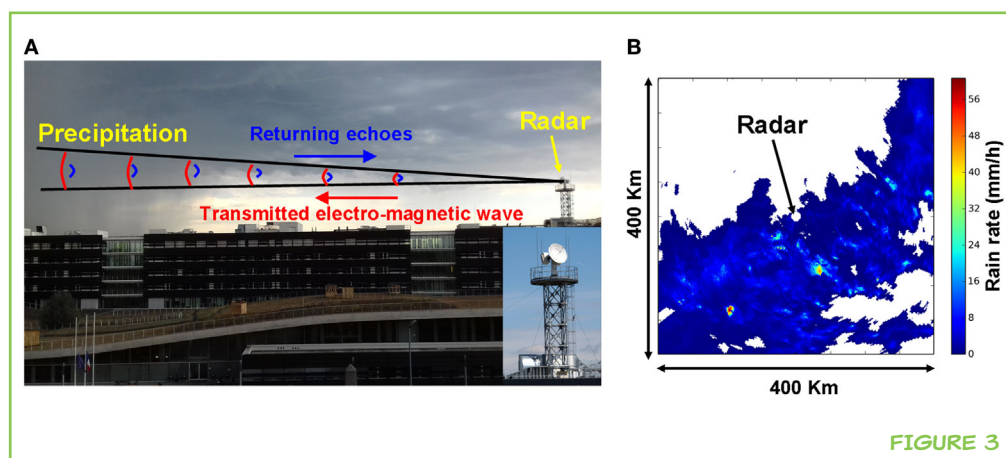 A
Precipitation
Returning echoes
Radar
Transmitted electro-magnetic wave
B
Radar
400 Km
400 Km
56
48
40
32
24
16
8
0
Rain rate (mm/h)
FIGURE 3